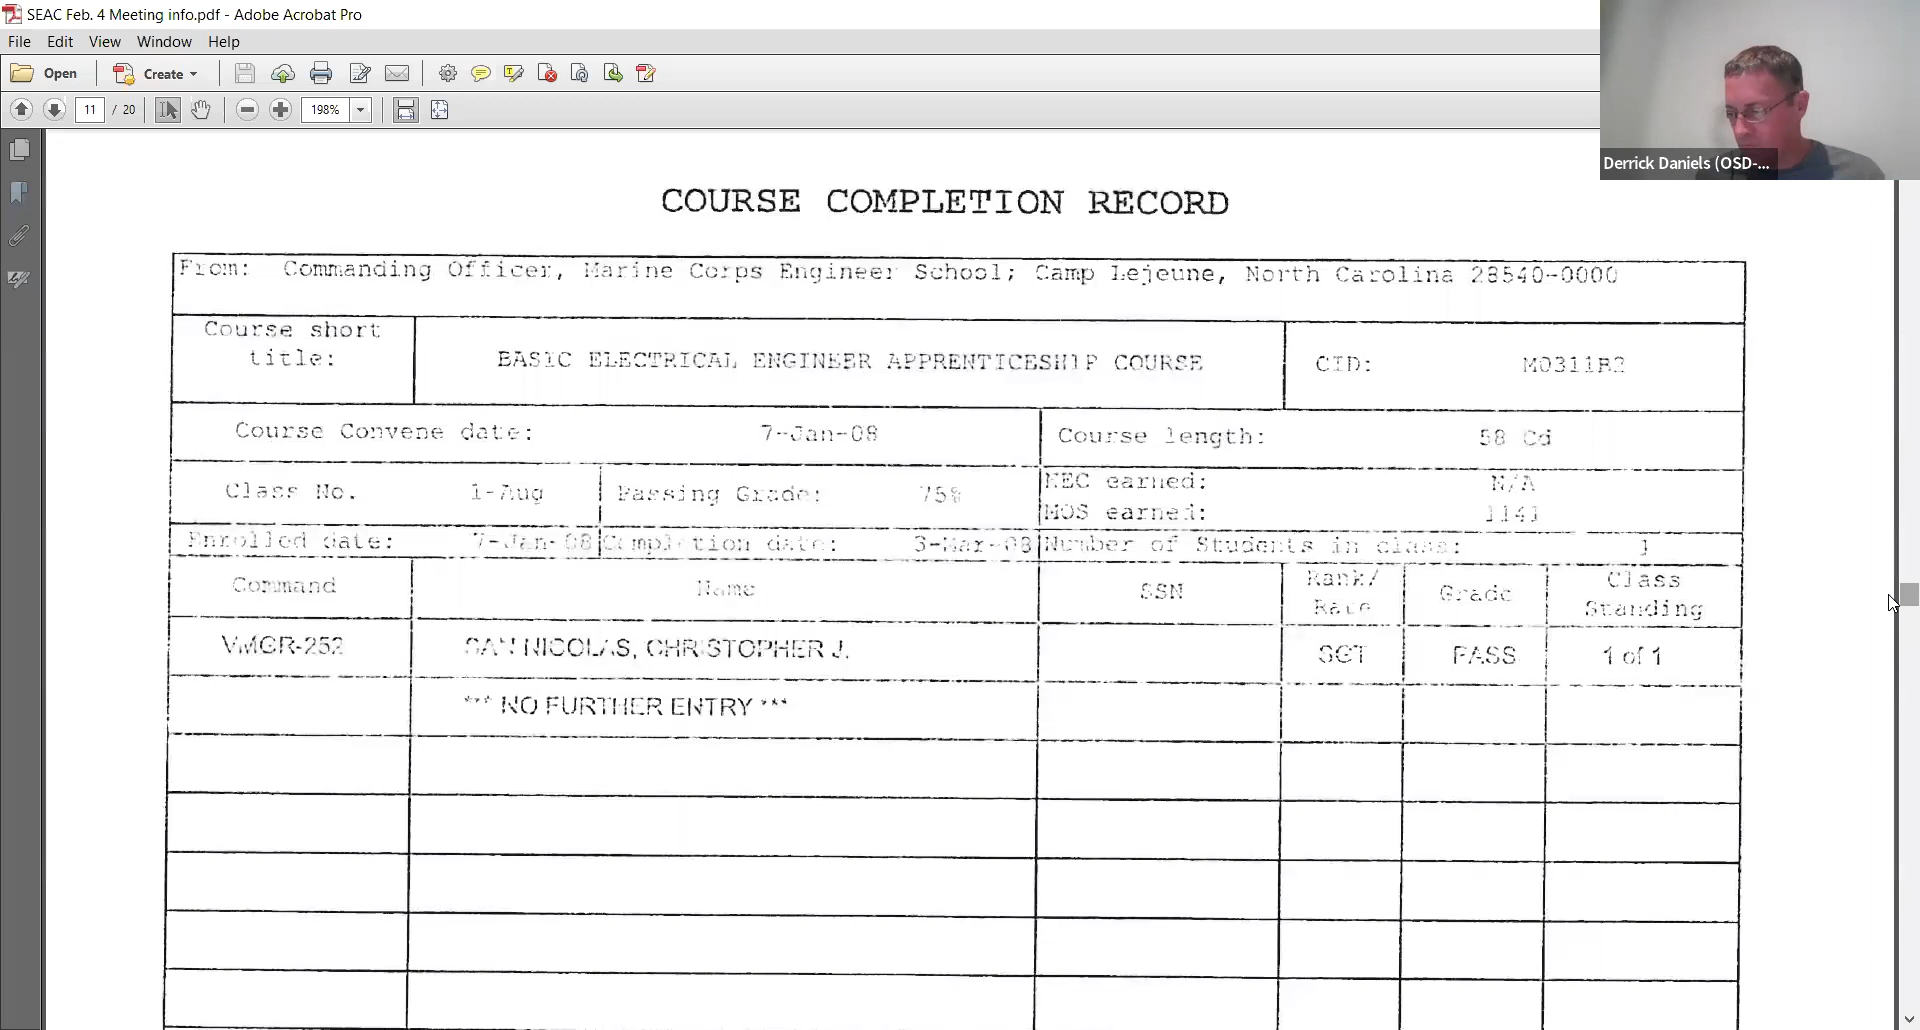 SEAC Feb. 4 Meeting info.pdf - Adobe Acrobat Pro
File Edit View Window Help
Open Create
11 / 20 198%
Derrick Daniels (OSD-...
COURSE COMPLETION RECORD
From: Commanding Officer, Marine Corps Engineer School; Camp Lejeune, North Carolina 28540-0000
Course short
title: BASIC ELECTRICAL ENGINEER APPRENTICESHIP COURSE CID: M0311B2
Course Convene date: 7-Jan-08 Course length: 58 Cd
Class No. 1-Aug Passing Grade: 75%
NEC earned: N/A
MOS earned: 1141
Enrolled date: 7-Jan-08 Completion date: 3-Mar-08 Number of Students in class: 1
Command Name SSN Rank/ Rate Grade Class Standing
VMGR-252 SAN NICOLAS, CHRISTOPHER J. SGT PASS 1 of 1
*** NO FURTHER ENTRY ***